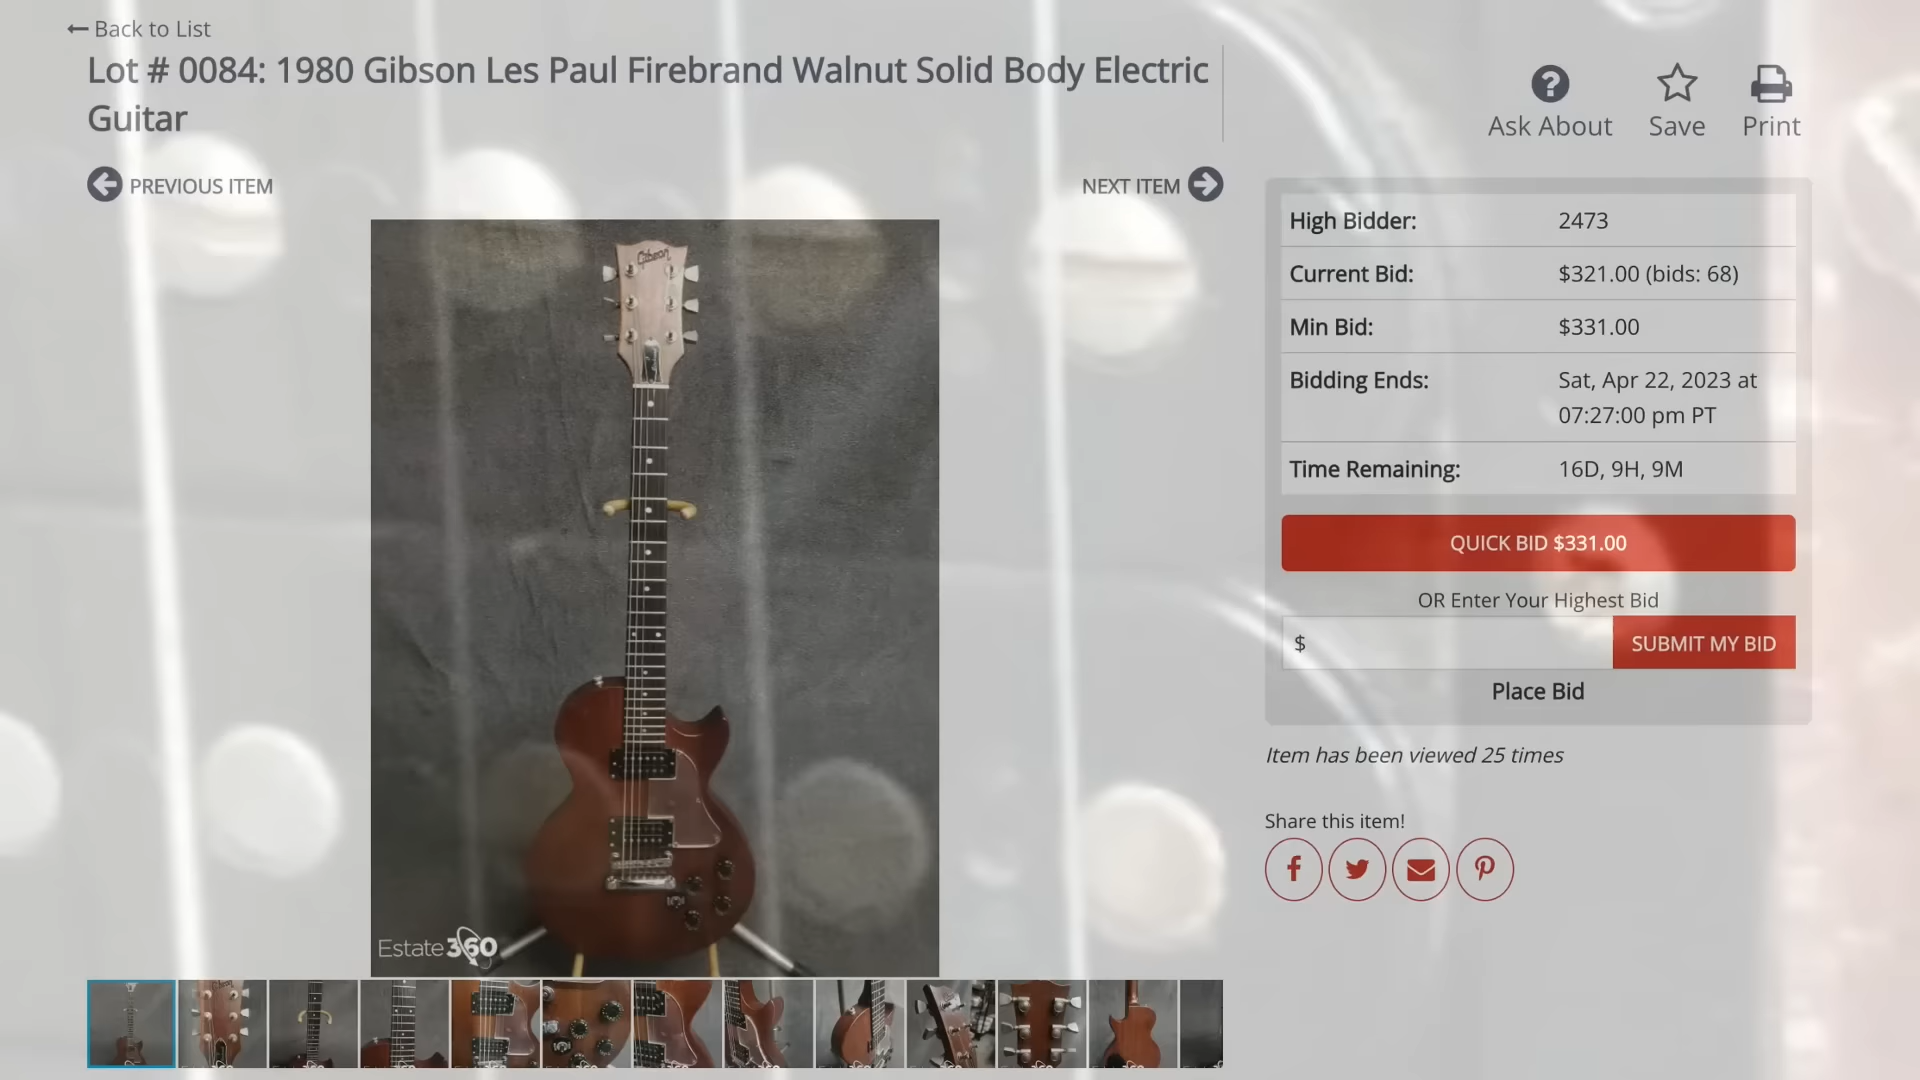 Back to List
Lot # 0084: 1980 Gibson Les Paul Firebrand Walnut Solid Body Electric
Guitar
Ask About
Save
Print
PREVIOUS ITEM
NEXT ITEM
Gibson
Estate360
High Bidder: 2473
Current Bid: $321.00 (bids: 68)
Min Bid: $331.00
Bidding Ends: Sat, Apr 22, 2023 at
07:27:00 pm PT
Time Remaining: 16D, 9H, 9M
QUICK BID $331.00
OR Enter Your Highest Bid
$
SUBMIT MY BID
Place Bid
Item has been viewed 25 times
Share this item!